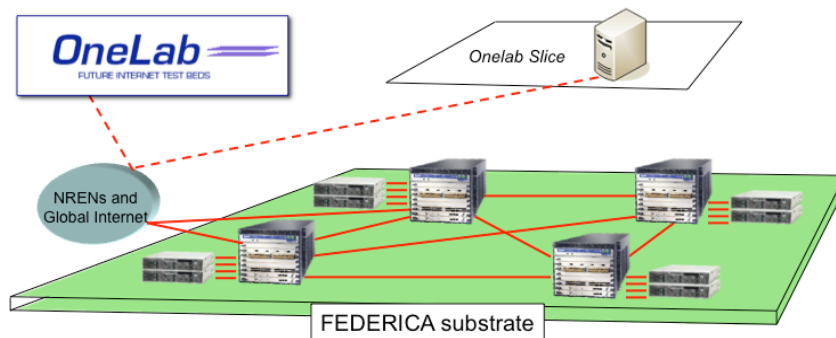 OneLab
FUTURE INTERNET TEST BEDS
Onelab Slice
NRENs and
Global Internet
FEDERICA substrate